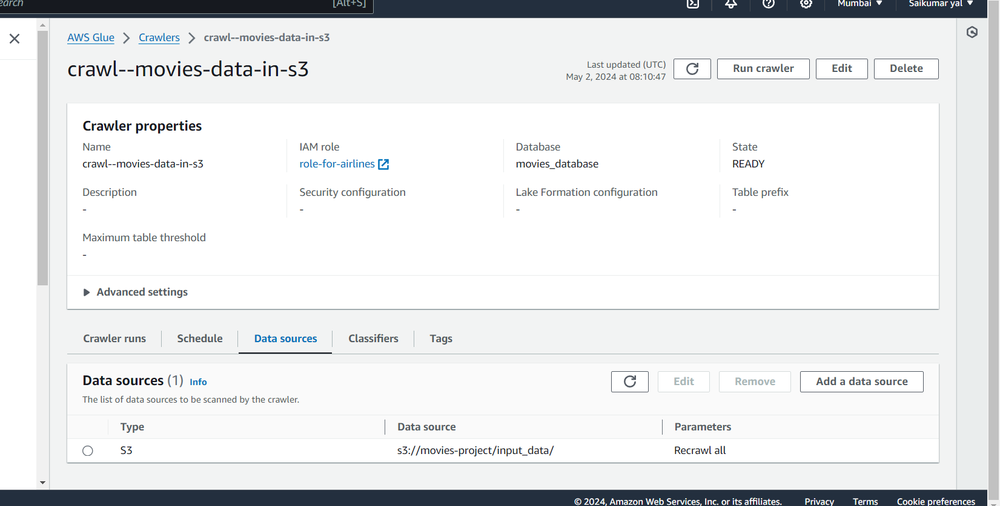 [Alt+S]
Mumbai
Saikumar yal
AWS Glue
Crawlers
crawl--movies-data-in-s3
crawl--movies-data-in-s3
Last updated (UTC)
May 2, 2024 at 08:10:47
Run crawler
Edit
Delete
Crawler properties
Name
IAM role
Database
State
crawl--movies-data-in-s3
role-for-airlines
movies_database
READY
Description
Security configuration
Lake Formation configuration
Table prefix
-
-
-
-
Maximum table threshold
-
Advanced settings
Crawler runs
Schedule
Data sources
Classifiers
Tags
Data sources (1) Info
Edit
Remove
Add a data source
The list of data sources to be scanned by the crawler.
Type
Data source
Parameters
S3
s3://movies-project/input_data/
Recrawl all
© 2024, Amazon Web Services, Inc. or its affiliates.
Privacy
Terms
Cookie preferences